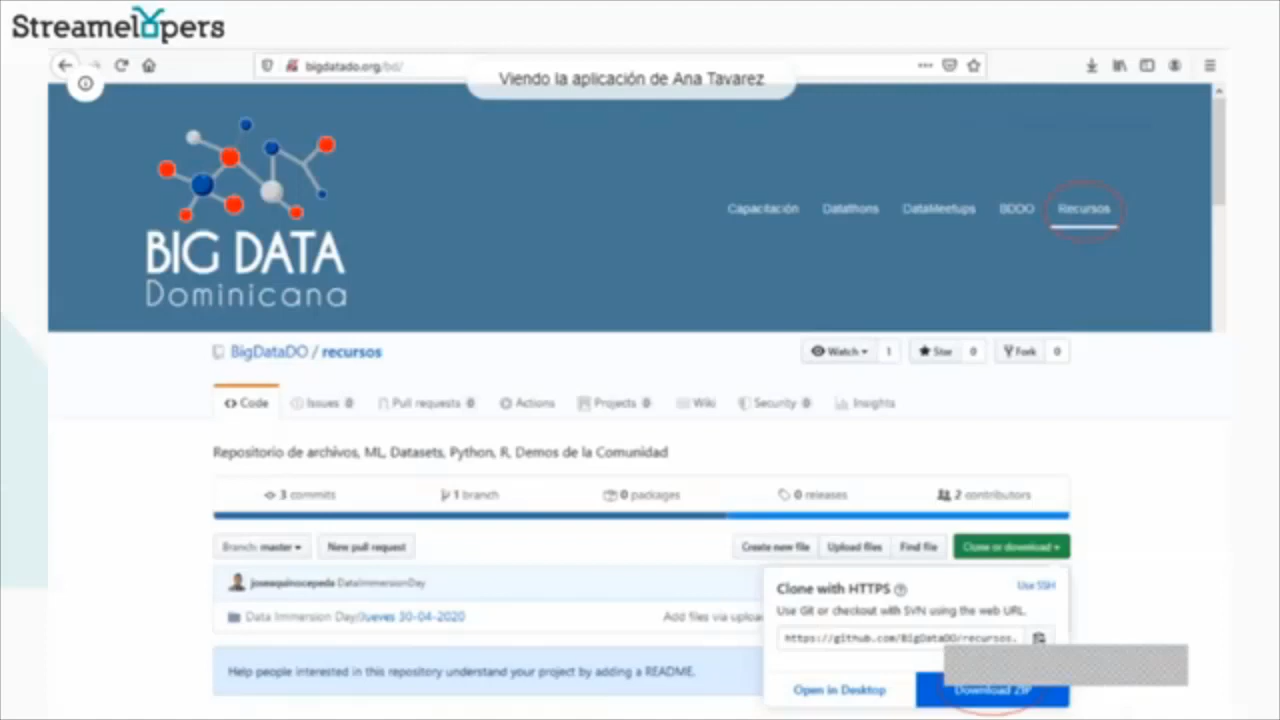 Streamelopers
bigdatado.org/bd/
Viendo la aplicación de Ana Tavarez
Capacitación Datathons DataMeetups BDDO Recursos
BIG DATA
Dominicana
BigDataDO / recursos
Watch 1 Star 0 Fork 0
Code Issues 0 Pull requests 0 Actions Projects 0 Wiki Security 0 Insights
Repositorio de archivos, ML, Datasets, Python, R, Demos de la Comunidad
3 commits 1 branch 0 packages 0 releases 2 contributors
Branch: master New pull request Create new file Upload files Find file Clone or download
joseaquinocepeda DataImmersionDay
Clone with HTTPS Use SSH
Use Git or checkout with SVN using the web URL.
Data Immersion Day/Jueves 30-04-2020 Add files via upload
https://github.com/BigDataDO/recursos.
Help people interested in this repository understand your project by adding a README.
Open in Desktop Download ZIP